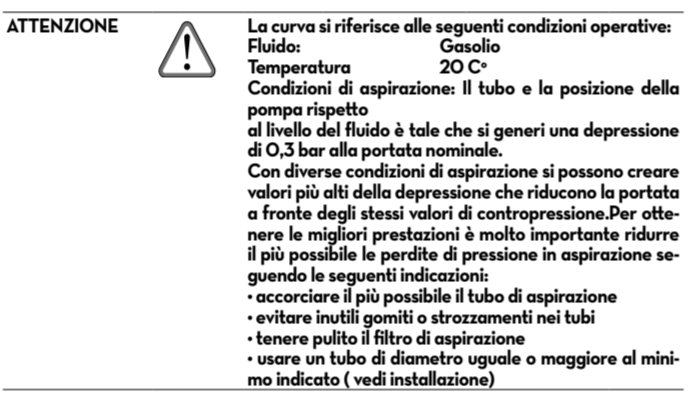 ATTENZIONE
La curva si riferisce alle seguenti condizioni operative:
Fluido: Gasolio
Temperatura 20 C°
Condizioni di aspirazione: Il tubo e la posizione della
pompa rispetto
al livello del fluido è tale che si generi una depressione
di 0,3 bar alla portata nominale.
Con diverse condizioni di aspirazione si possono creare
valori più alti della depressione che riducono la portata
a fronte degli stessi valori di contropressione.Per otte-
nere le migliori prestazioni è molto importante ridurre
il più possibile le perdite di pressione in aspirazione se-
guendo le seguenti indicazioni:
• accorciare il più possibile il tubo di aspirazione
• evitare inutili gomiti o strozzamenti nei tubi
• tenere pulito il filtro di aspirazione
• usare un tubo di diametro uguale o maggiore al mini-
mo indicato ( vedi installazione)